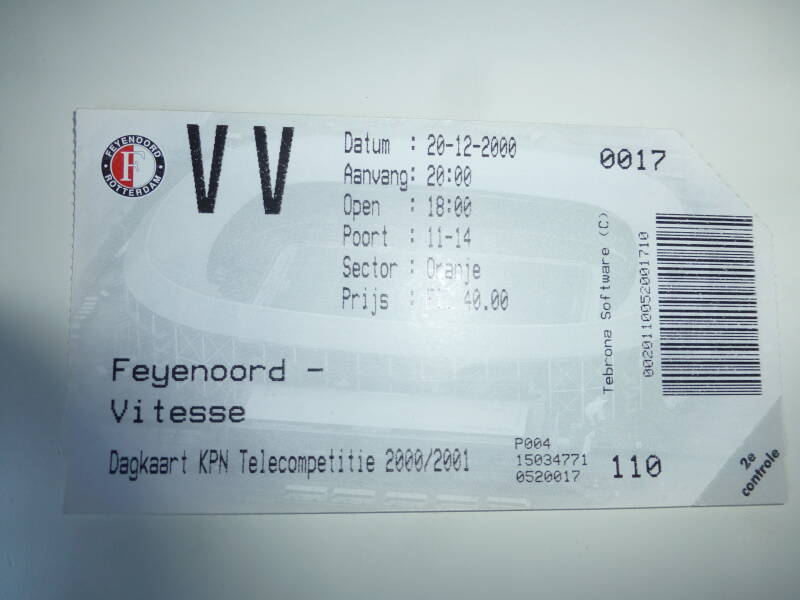 FEYENOORD
F
ROTTERDAM
VV
Datum : 20-12-2000
Aanvang: 20:00
Open : 18:00
Poort : 11-14
Sector : Oranje
Prijs : 40.00
0017
Tebrona Software (C)
0020110052001710
Feyenoord -
Vitesse
Dagkaart KPN Telecompetitie 2000/2001
P004
15034771
0520017
110
2e
controle